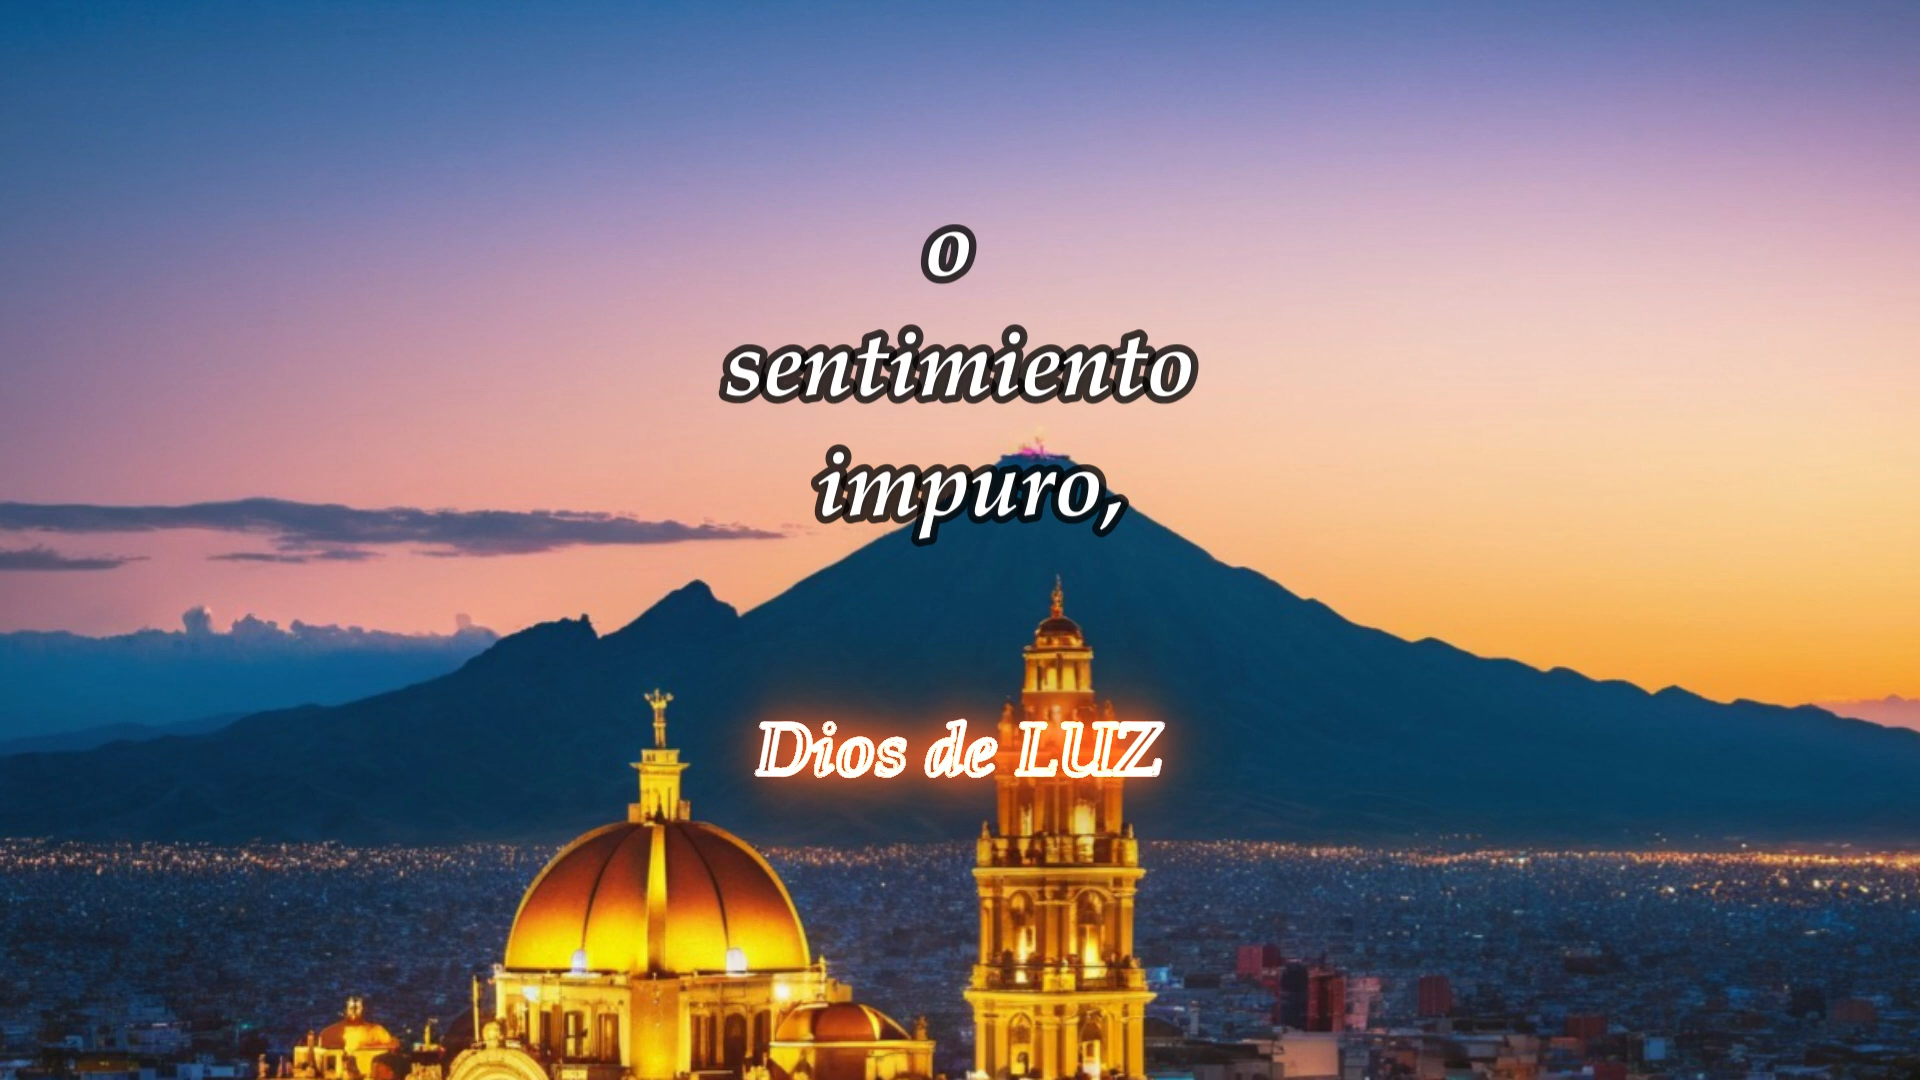 o
sentimiento
impuro,
Dios de LUZ